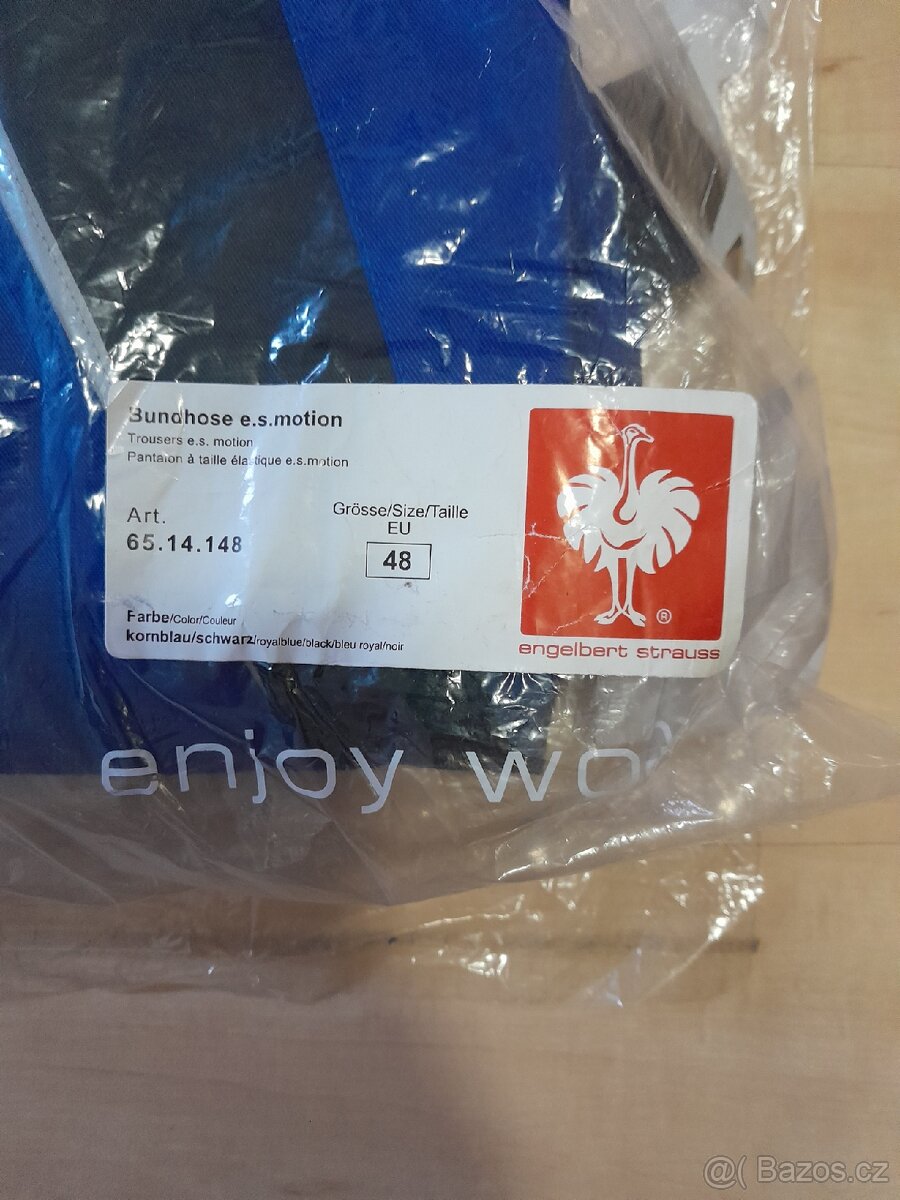 Bundhose e.s.motion
Trousers e.s. motion
Pantalon à taille élastique e.s.motion
Art.
65.14.148
Grösse/Size/Taille
EU
48
Farbe/Color/Couleur
kornblau/schwarz/royalblue/black/bleu royal/noir
®
engelbert strauss
enjoy wo
@( Bazos.cz